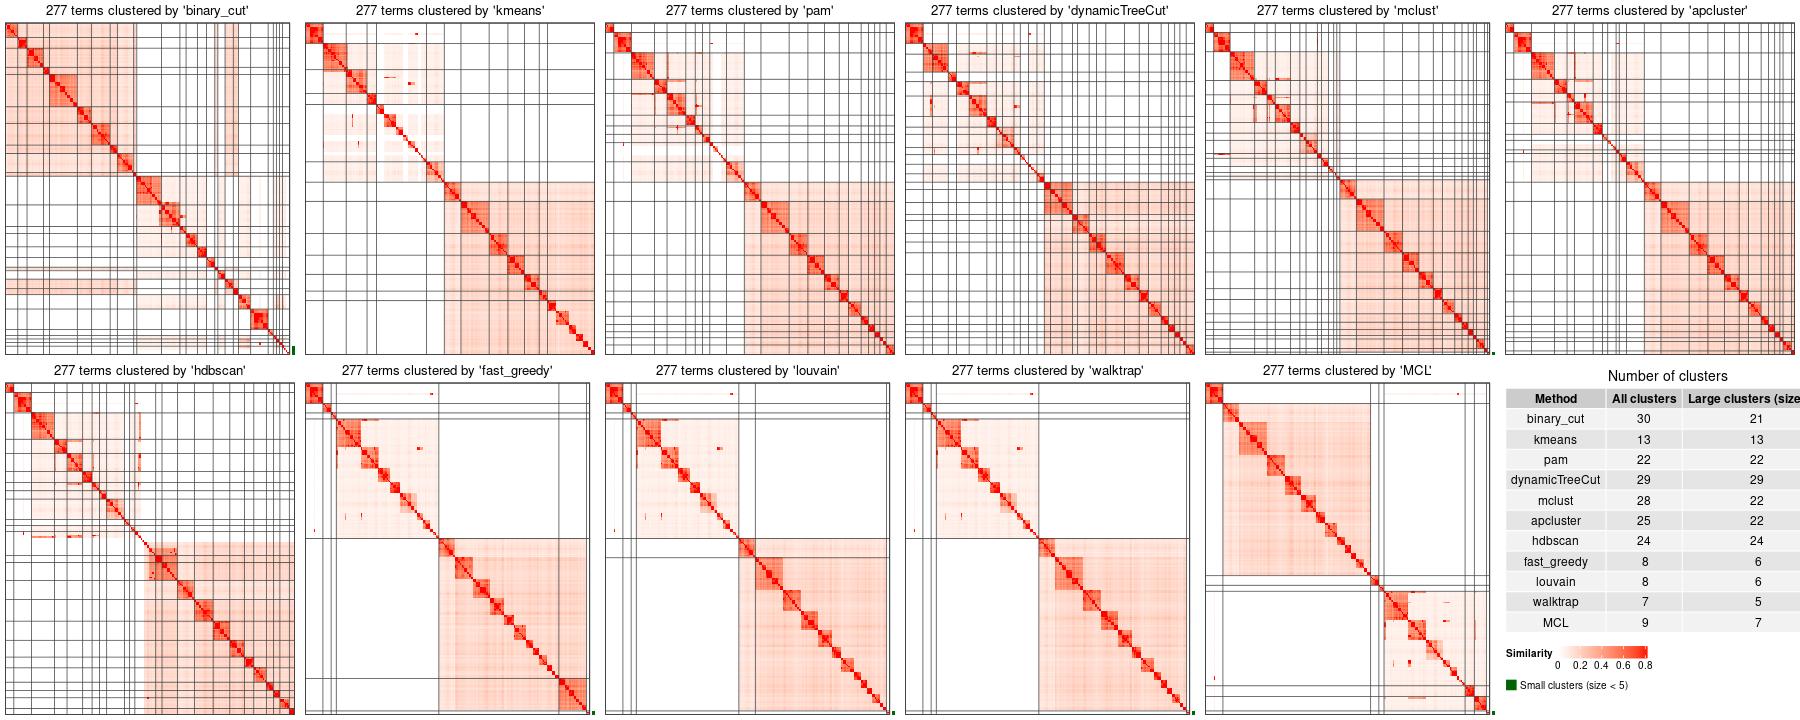 277 terms clustered by 'binary_cut'
277 terms clustered by 'kmeans'
277 terms clustered by 'pam'
277 terms clustered by 'dynamicTreeCut'
277 terms clustered by 'mclust'
277 terms clustered by 'apcluster'
277 terms clustered by 'hdbscan'
277 terms clustered by 'fast_greedy'
277 terms clustered by 'louvain'
277 terms clustered by 'walktrap'
277 terms clustered by 'MCL'
Number of clusters
Method All clusters Large clusters (size
binary_cut 30 21
kmeans 13 13
pam 22 22
dynamicTreeCut 29 29
mclust 28 22
apcluster 25 22
hdbscan 24 24
fast_greedy 8 6
louvain 8 6
walktrap 7 5
MCL 9 7
Similarity
0 0.2 0.4 0.6 0.8
Small clusters (size < 5)